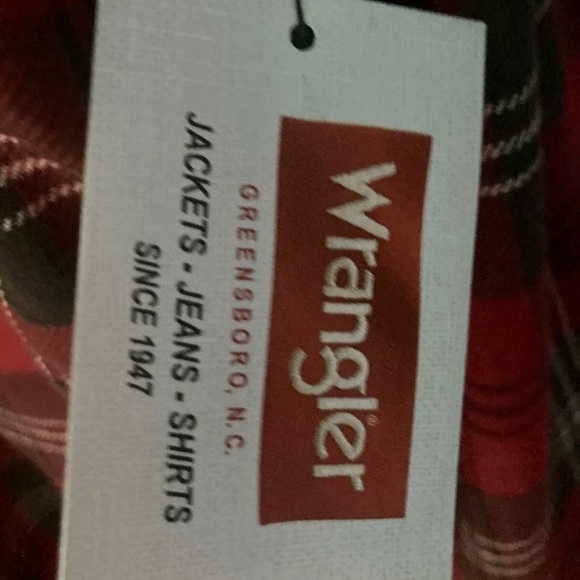 Wrangler
GREENSBORO, N.C.
JACKETS - JEANS - SHIRTS
SINCE 1947